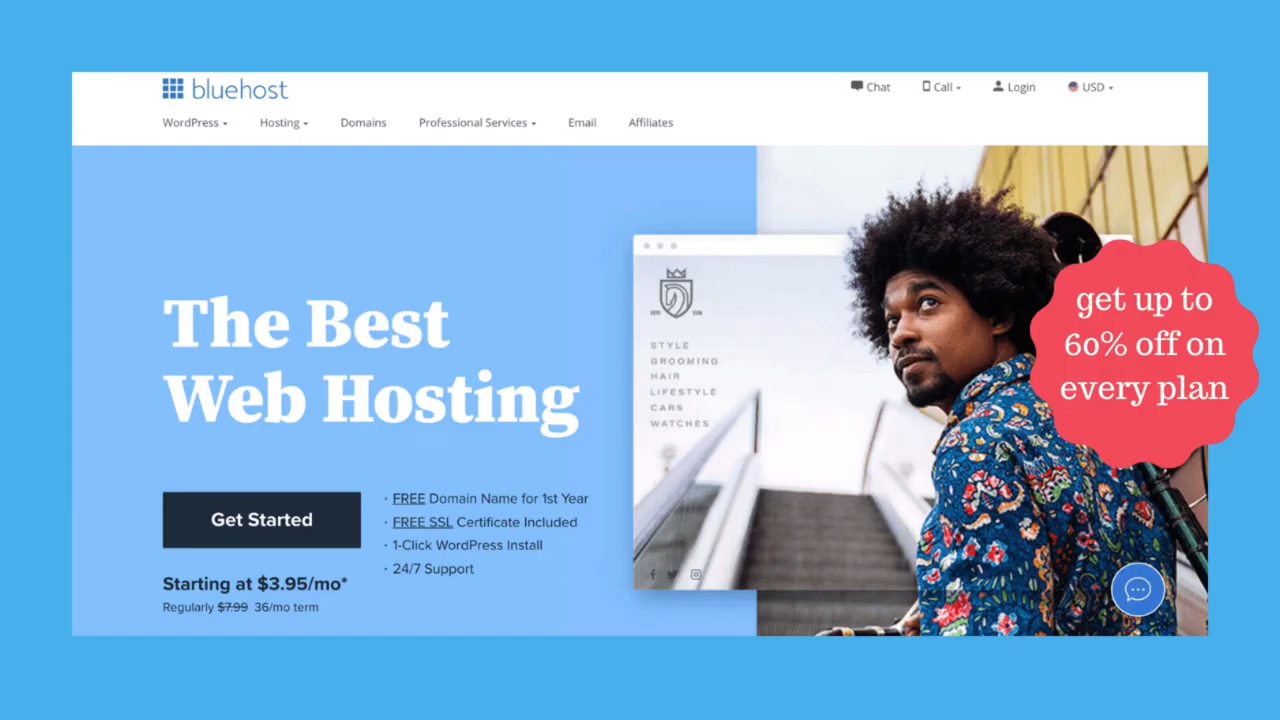 bluehost
Chat
Call
Login
USD
WordPress
Hosting
Domains
Professional Services
Email
Affiliates
The Best
Web Hosting
Get Started
Starting at $3.95/mo*
Regularly $7.99 36/mo term
· FREE Domain Name for 1st Year
· FREE SSL Certificate Included
· 1-Click WordPress Install
· 24/7 Support
STYLE
GROOMING
HAIR
LIFESTYLE
CARS
WATCHES
get up to
60% off on
every plan